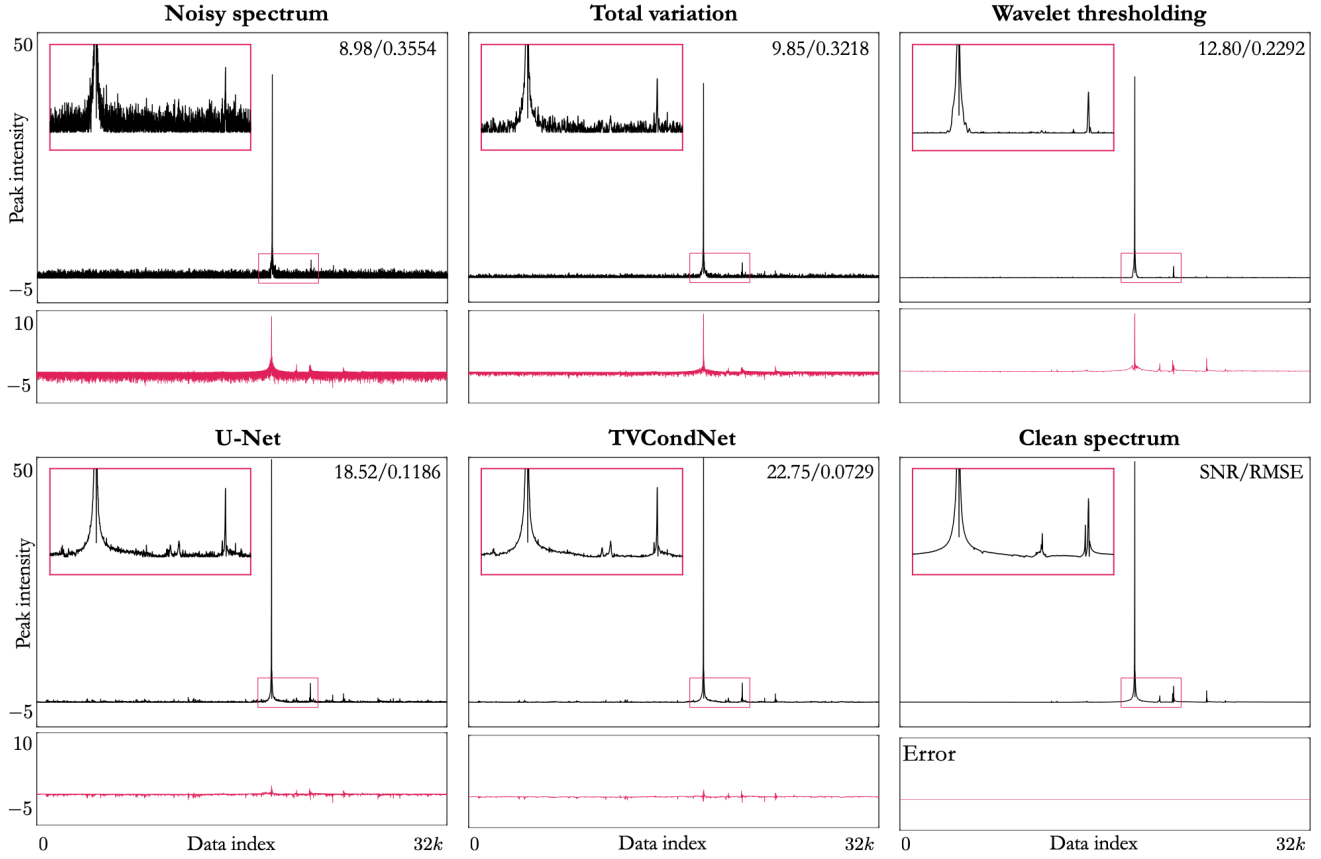 Noisy spectrum
Total variation
Wavelet thresholding
50
8.98/0.3554
9.85/0.3218
12.80/0.2292
Peak intensity
−5
10
−5
U-Net
TVCondNet
Clean spectrum
50
18.52/0.1186
22.75/0.0729
SNR/RMSE
Peak intensity
−5
10
Error
−5
0 Data index 32k
0 Data index 32k
0 Data index 32k